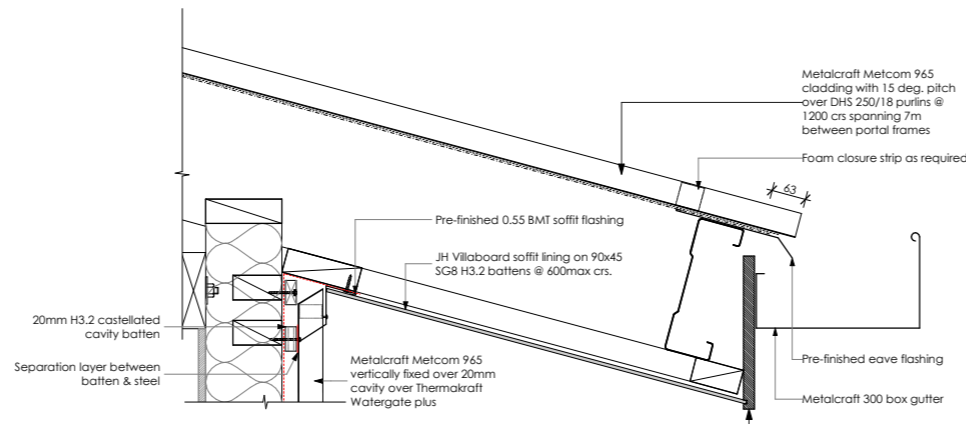 Metalcraft Metcom 965
cladding with 15 deg. pitch
over DHS 250/18 purlins @
1200 crs spanning 7m
between portal frames
Foam closure strip as required
63
Pre-finished 0.55 BMT soffit flashing
JH Villaboard soffit lining on 90x45
SG8 H3.2 battens @ 600max crs.
20mm H3.2 castellated
cavity batten
Separation layer between
batten & steel
Metalcraft Metcom 965
vertically fixed over 20mm
cavity over Thermakraft
Watergate plus
Pre-finished eave flashing
Metalcraft 300 box gutter